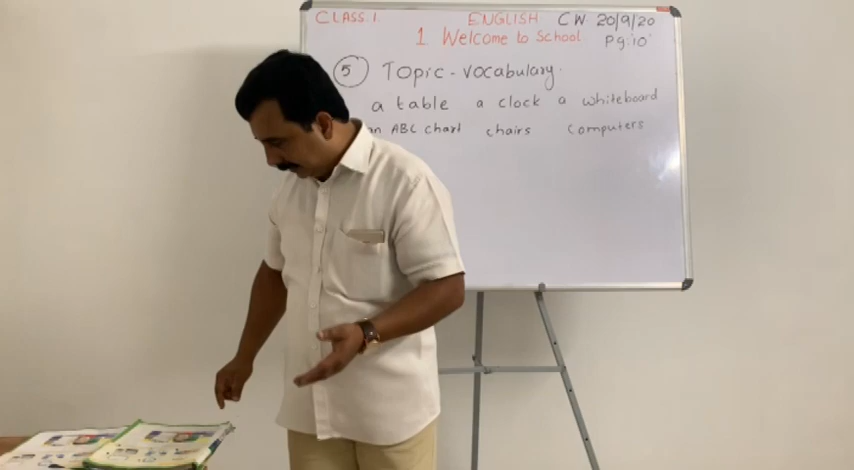 CLASS 1 ENGLISH CW 20/9/20
1 Welcome to School Pg:10
5 Topic - Vocabulary.
a table a clock a whiteboard
an ABC chart chairs Computers